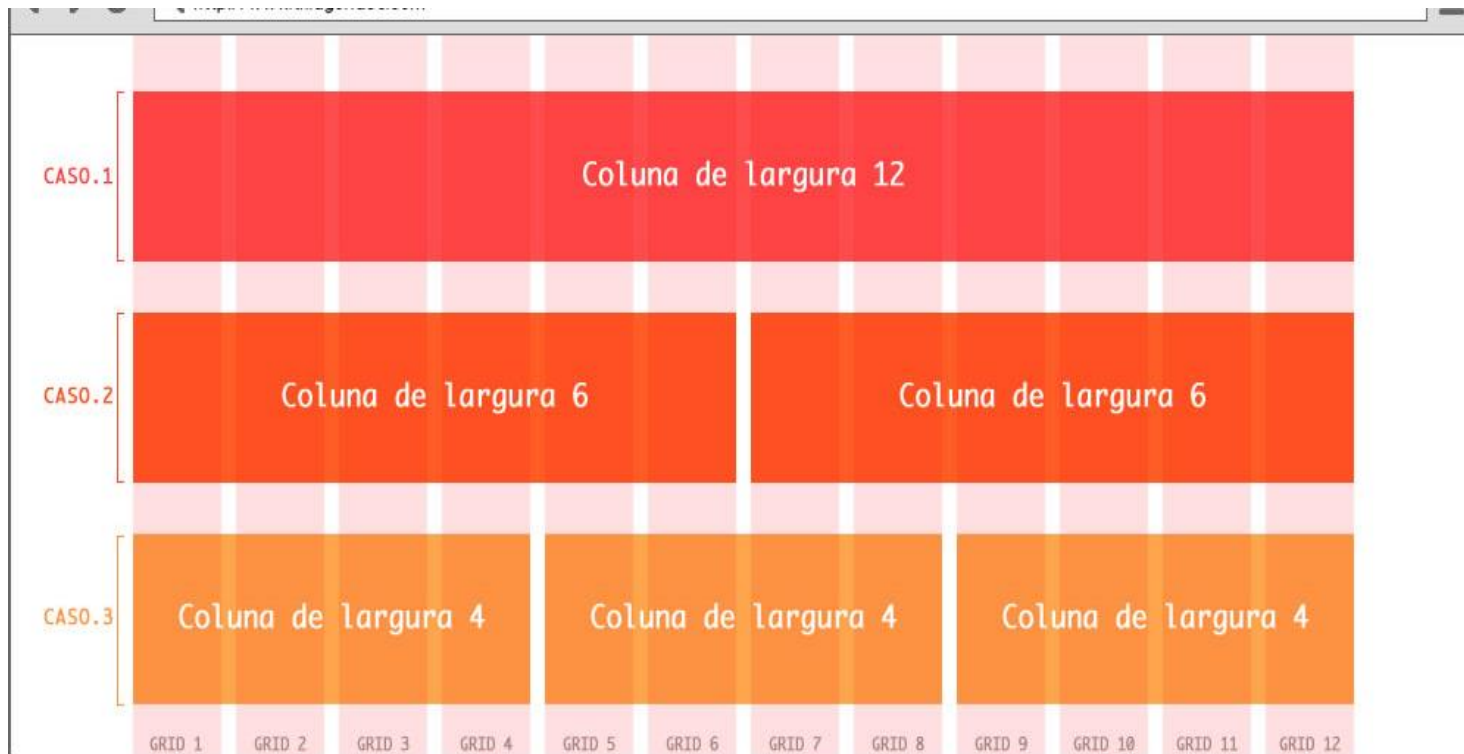 CASO.1
Coluna de largura 12
CASO.2
Coluna de largura 6
Coluna de largura 6
CASO.3
Coluna de largura 4
Coluna de largura 4
Coluna de largura 4
GRID 1
GRID 2
GRID 3
GRID 4
GRID 5
GRID 6
GRID 7
GRID 8
GRID 9
GRID 10
GRID 11
GRID 12